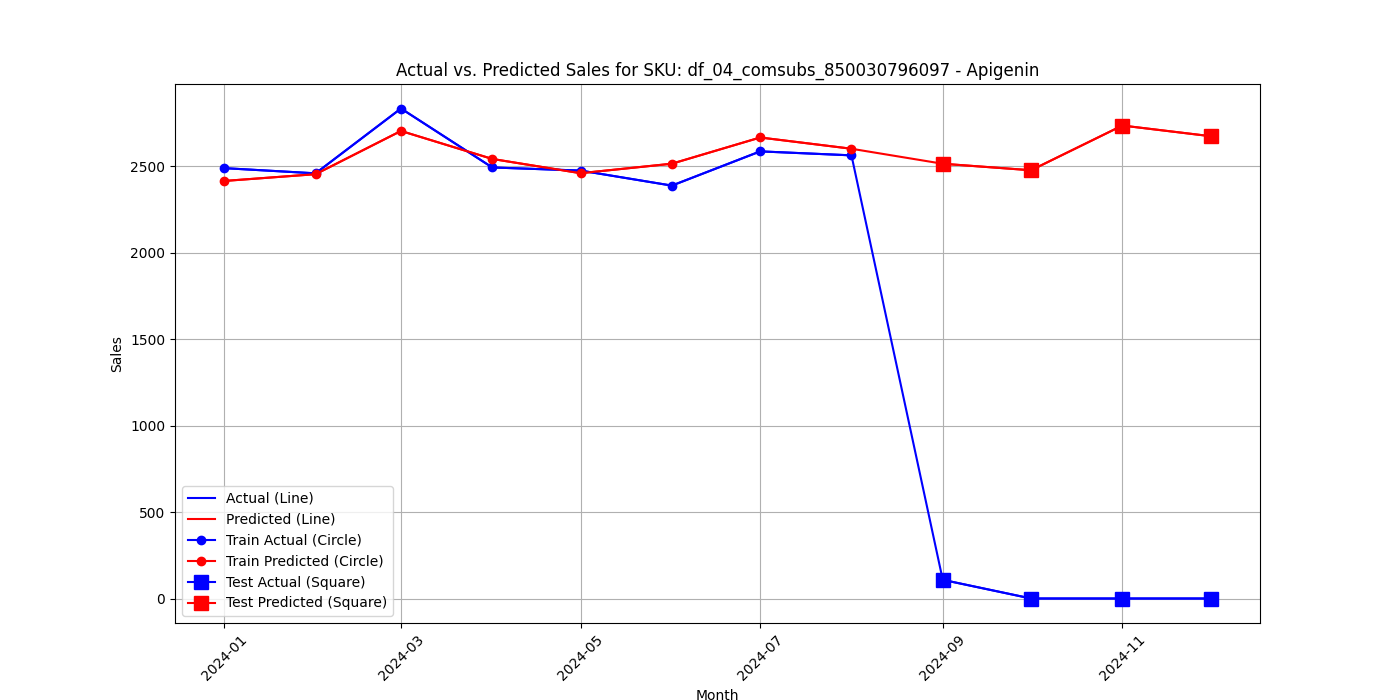 Actual vs. Predicted Sales for SKU: df_04_comsubs_850030796097 - Apigenin
Sales
2500
2000
1500
1000
500
0
Actual (Line)
Predicted (Line)
Train Actual (Circle)
Train Predicted (Circle)
Test Actual (Square)
Test Predicted (Square)
2024-01
2024-03
2024-05
2024-07
2024-09
2024-11
Month